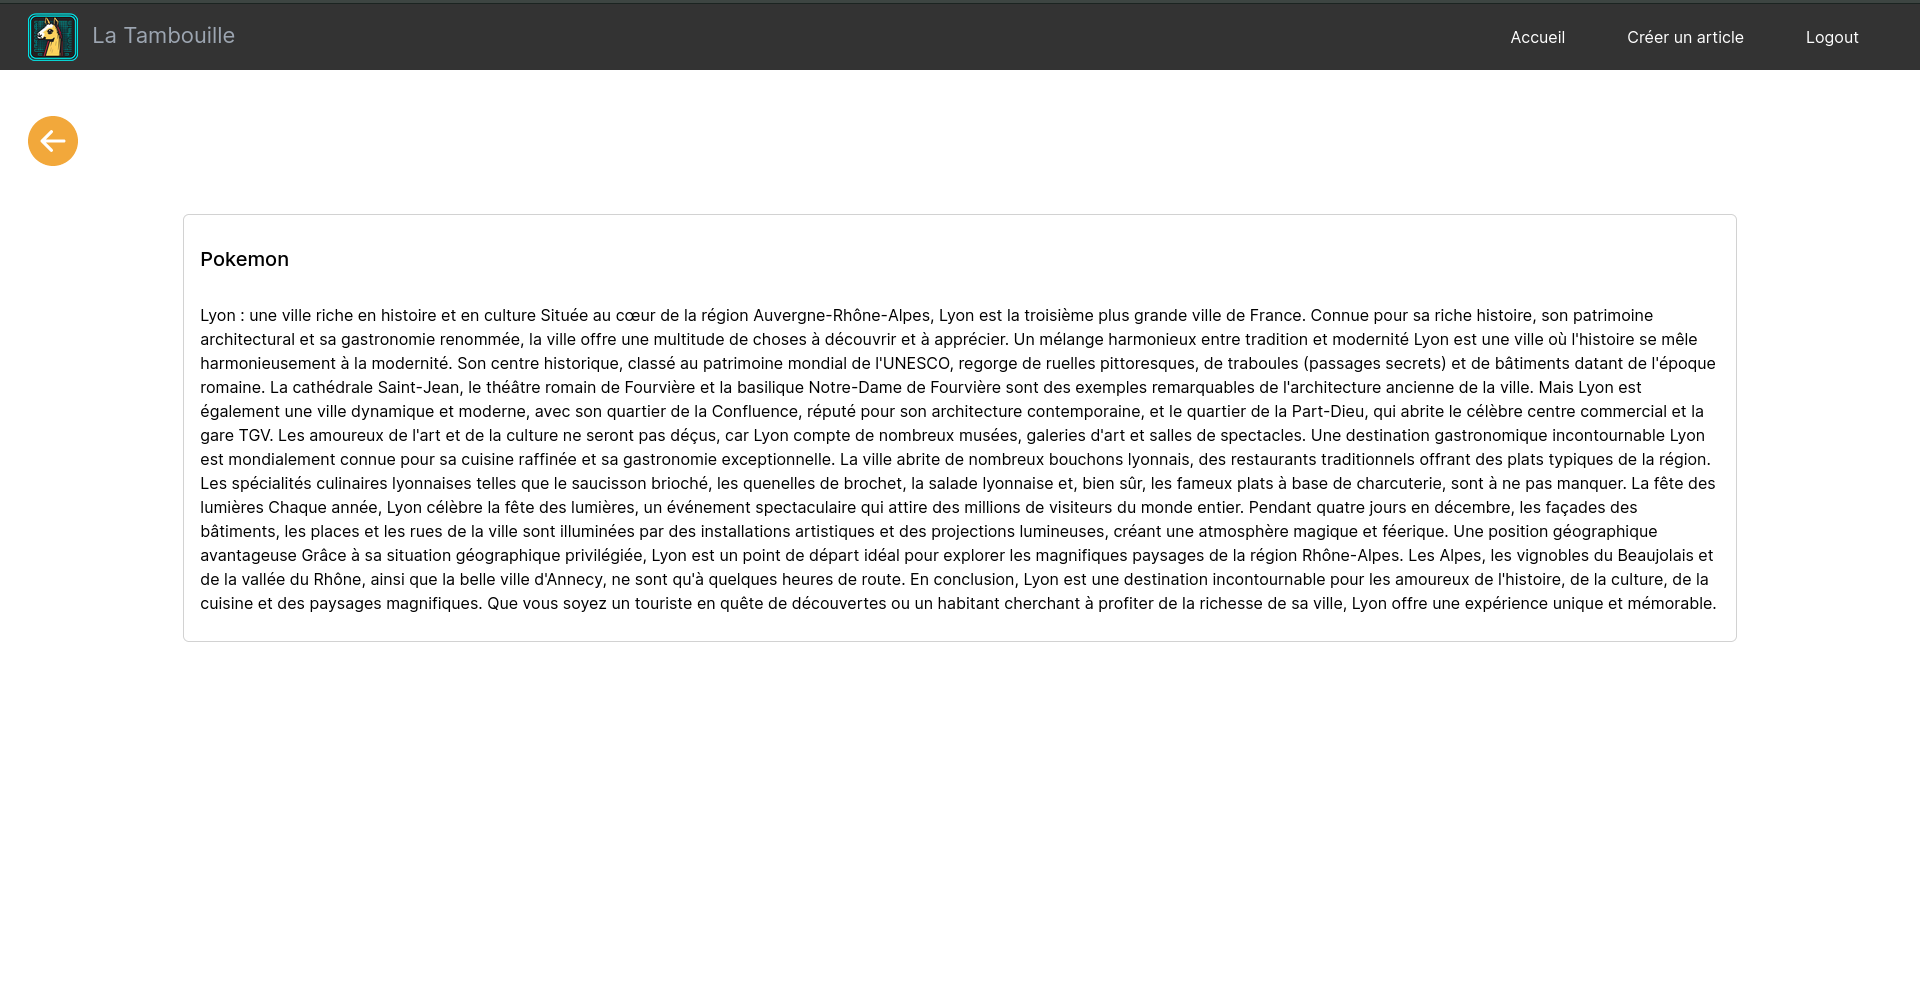 La Tambouille
Accueil
Créer un article
Logout
Pokemon
Lyon : une ville riche en histoire et en culture Située au cœur de la région Auvergne-Rhône-Alpes, Lyon est la troisième plus grande ville de France. Connue pour sa riche histoire, son patrimoine
architectural et sa gastronomie renommée, la ville offre une multitude de choses à découvrir et à apprécier. Un mélange harmonieux entre tradition et modernité Lyon est une ville où l'histoire se mêle
harmonieusement à la modernité. Son centre historique, classé au patrimoine mondial de l'UNESCO, regorge de ruelles pittoresques, de traboules (passages secrets) et de bâtiments datant de l'époque
romaine. La cathédrale Saint-Jean, le théâtre romain de Fourvière et la basilique Notre-Dame de Fourvière sont des exemples remarquables de l'architecture ancienne de la ville. Mais Lyon est
également une ville dynamique et moderne, avec son quartier de la Confluence, réputé pour son architecture contemporaine, et le quartier de la Part-Dieu, qui abrite le célèbre centre commercial et la
gare TGV. Les amoureux de l'art et de la culture ne seront pas déçus, car Lyon compte de nombreux musées, galeries d'art et salles de spectacles. Une destination gastronomique incontournable Lyon
est mondialement connue pour sa cuisine raffinée et sa gastronomie exceptionnelle. La ville abrite de nombreux bouchons lyonnais, des restaurants traditionnels offrant des plats typiques de la région.
Les spécialités culinaires lyonnaises telles que le saucisson brioché, les quenelles de brochet, la salade lyonnaise et, bien sûr, les fameux plats à base de charcuterie, sont à ne pas manquer. La fête des
lumières Chaque année, Lyon célèbre la fête des lumières, un événement spectaculaire qui attire des millions de visiteurs du monde entier. Pendant quatre jours en décembre, les façades des
bâtiments, les places et les rues de la ville sont illuminées par des installations artistiques et des projections lumineuses, créant une atmosphère magique et féerique. Une position géographique
avantageuse Grâce à sa situation géographique privilégiée, Lyon est un point de départ idéal pour explorer les magnifiques paysages de la région Rhône-Alpes. Les Alpes, les vignobles du Beaujolais et
de la vallée du Rhône, ainsi que la belle ville d'Annecy, ne sont qu'à quelques heures de route. En conclusion, Lyon est une destination incontournable pour les amoureux de l'histoire, de la culture, de la
cuisine et des paysages magnifiques. Que vous soyez un touriste en quête de découvertes ou un habitant cherchant à profiter de la richesse de sa ville, Lyon offre une expérience unique et mémorable.